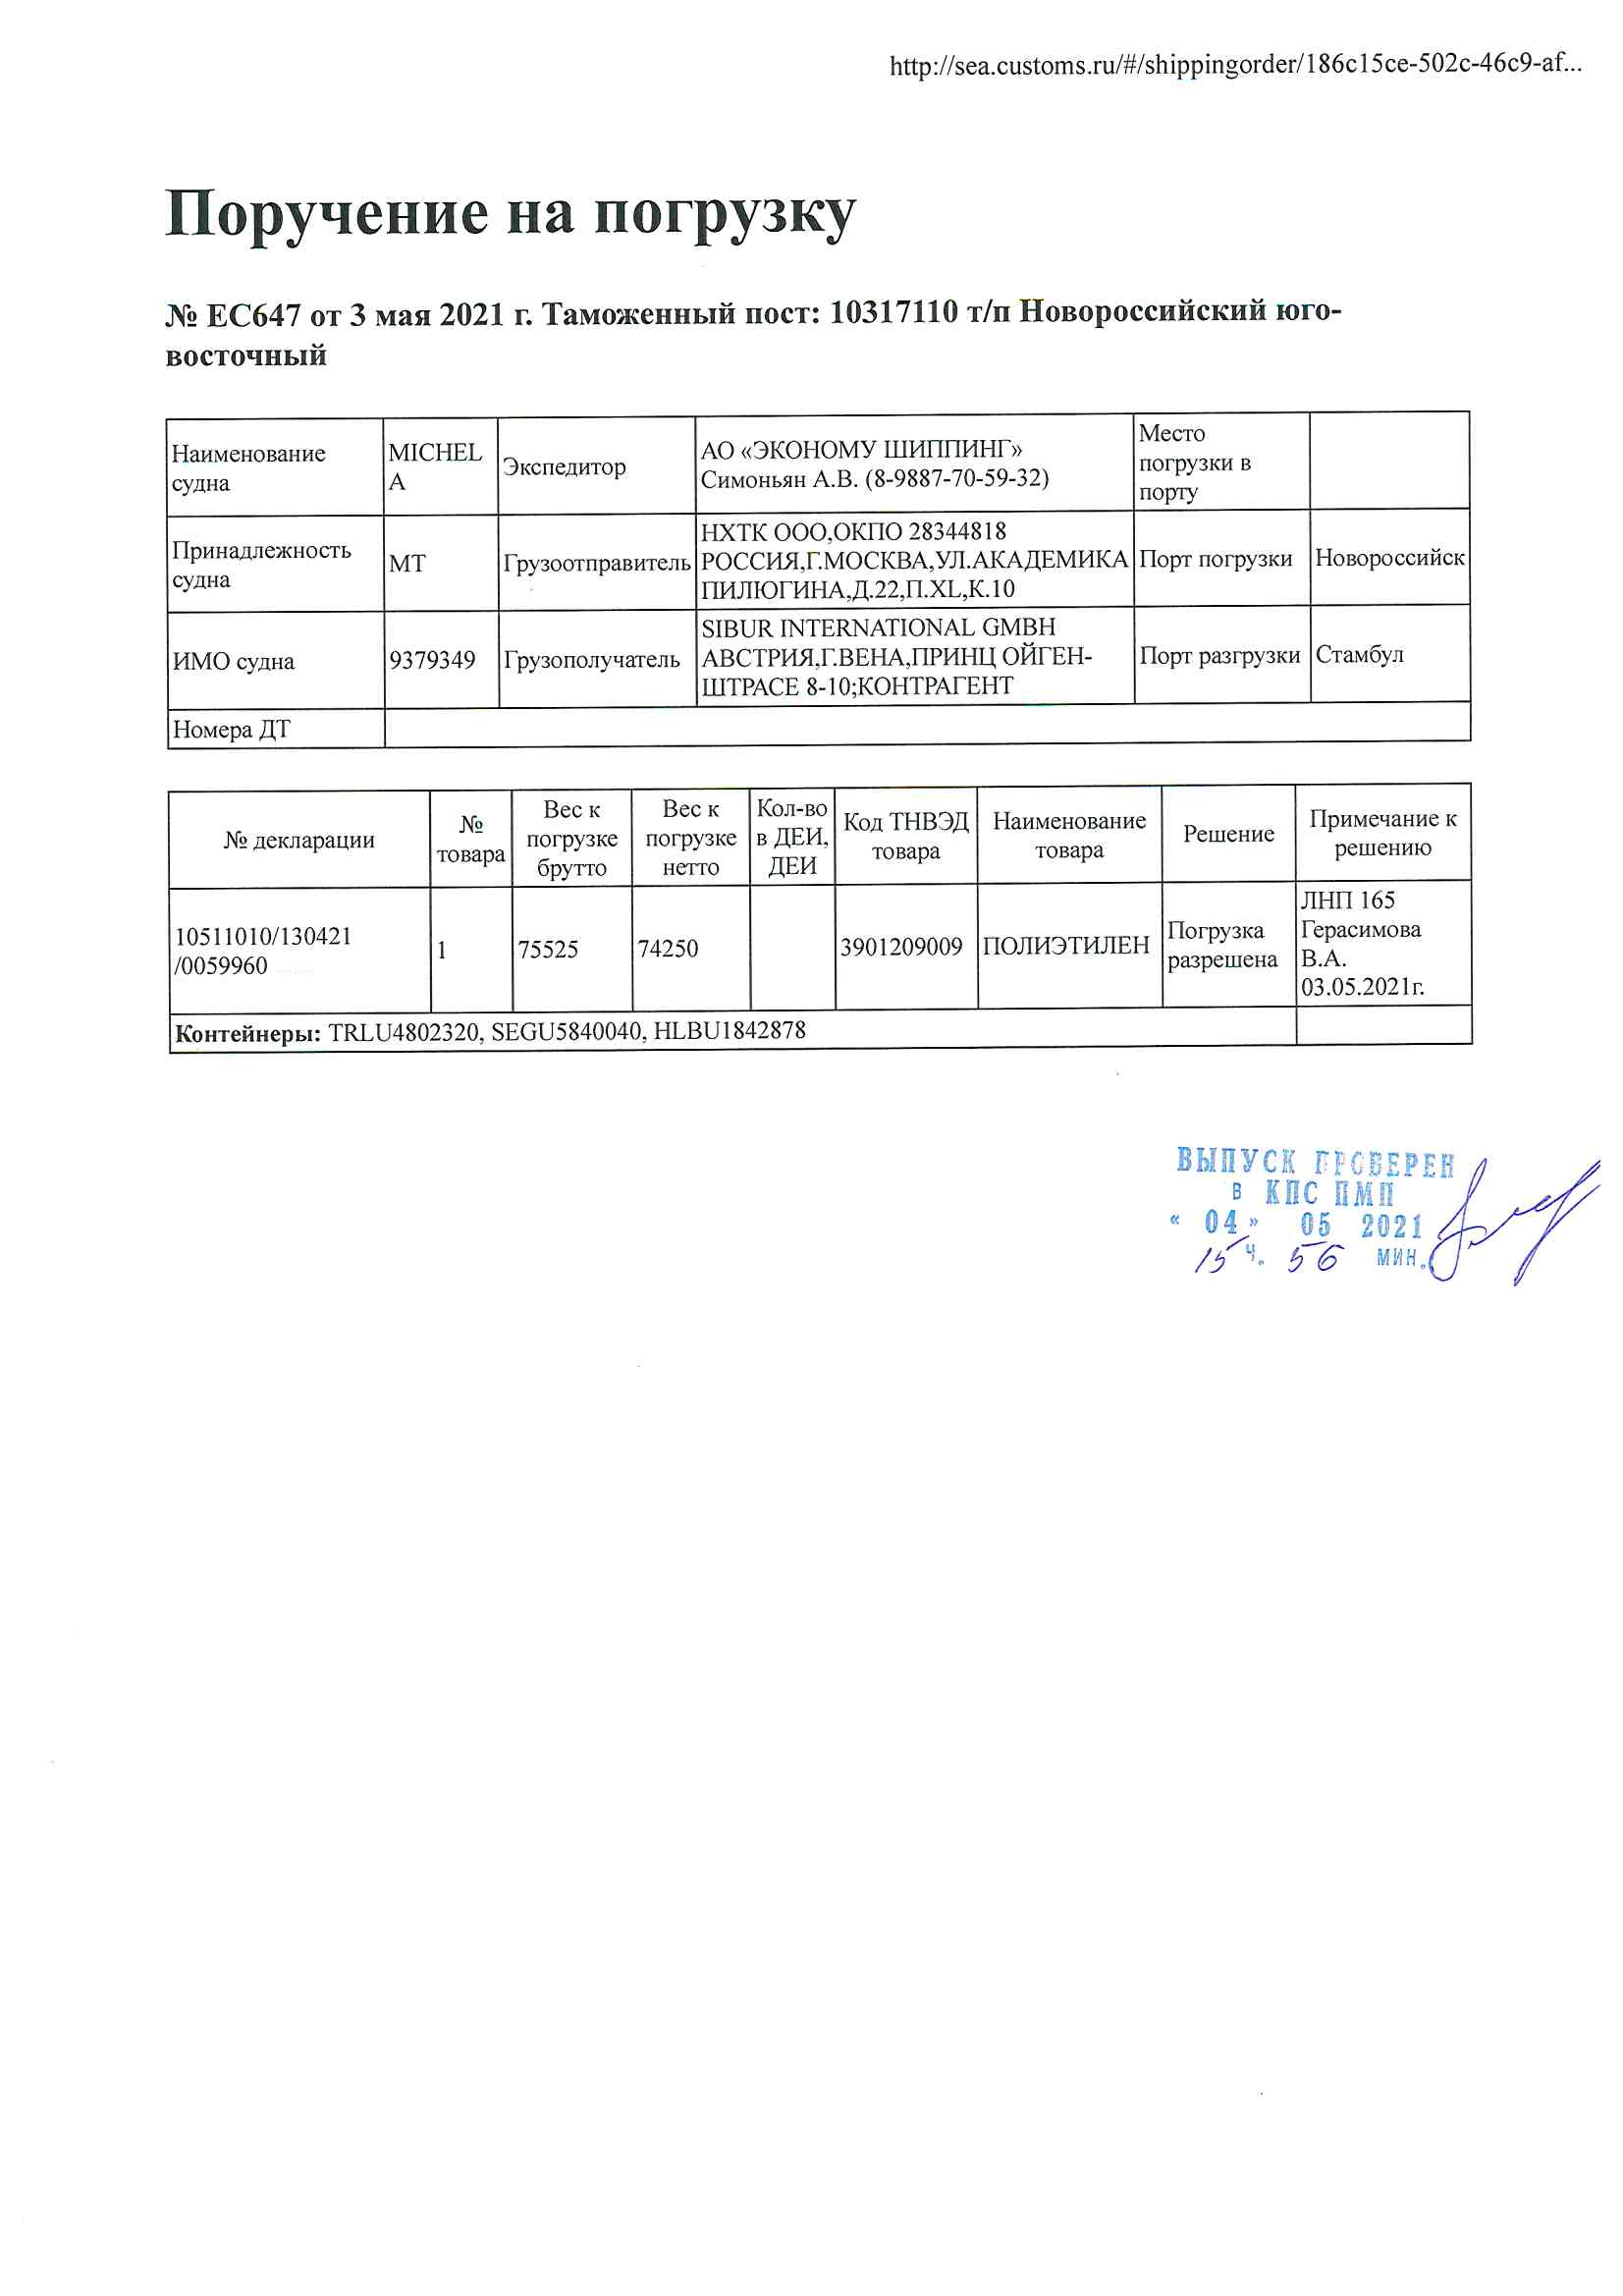 http://sea.customs.ru/#/shippingorder/186c15ce-502c-46c9-af...
Поручение на погрузку
№ ЕС647 от 3 мая 2021 г. Таможенный пост: 10317110 т/п Новороссийский юго-
восточный
Наименование
судна
MICHEL
A
Экспедитор
АО «ЭКОНОМУ ШИППИНГ»
Симоньян А.В. (8-9887-70-59-32)
Место
погрузки в
порту
Принадлежность
судна
МТ
Грузоотправитель
НХТК ООО,ОКПО 28344818
РОССИЯ,Г.МОСКВА,УЛ.АКАДЕМИКА
ПИЛЮГИНА,Д.22,П.XL,К.10
Порт погрузки
Новороссийск
ИМО судна
9379349
Грузополучатель
SIBUR INTERNATIONAL GMBH
АВСТРИЯ,Г.ВЕНА,ПРИНЦ ОЙГЕН-
ШТРАСЕ 8-10;КОНТРАГЕНТ
Порт разгрузки
Стамбул
Номера ДТ
№ декларации
№
товара
Вес к
погрузке
брутто
Вес к
погрузке
нетто
Кол-во
в ДЕИ,
ДЕИ
Код ТНВЭД
товара
Наименование
товара
Решение
Примечание к
решению
10511010/130421
/0059960
1
75525
74250
3901209009
ПОЛИЭТИЛЕН
Погрузка
разрешена
ЛНП 165
Герасимова
В.А.
03.05.2021г.
Контейнеры: TRLU4802320, SEGU5840040, HLBU1842878
ВЫПУСК ПРОВЕРЕН
в КПС ПМП
« 04 » 05 2021
15 ч. 56 мин.